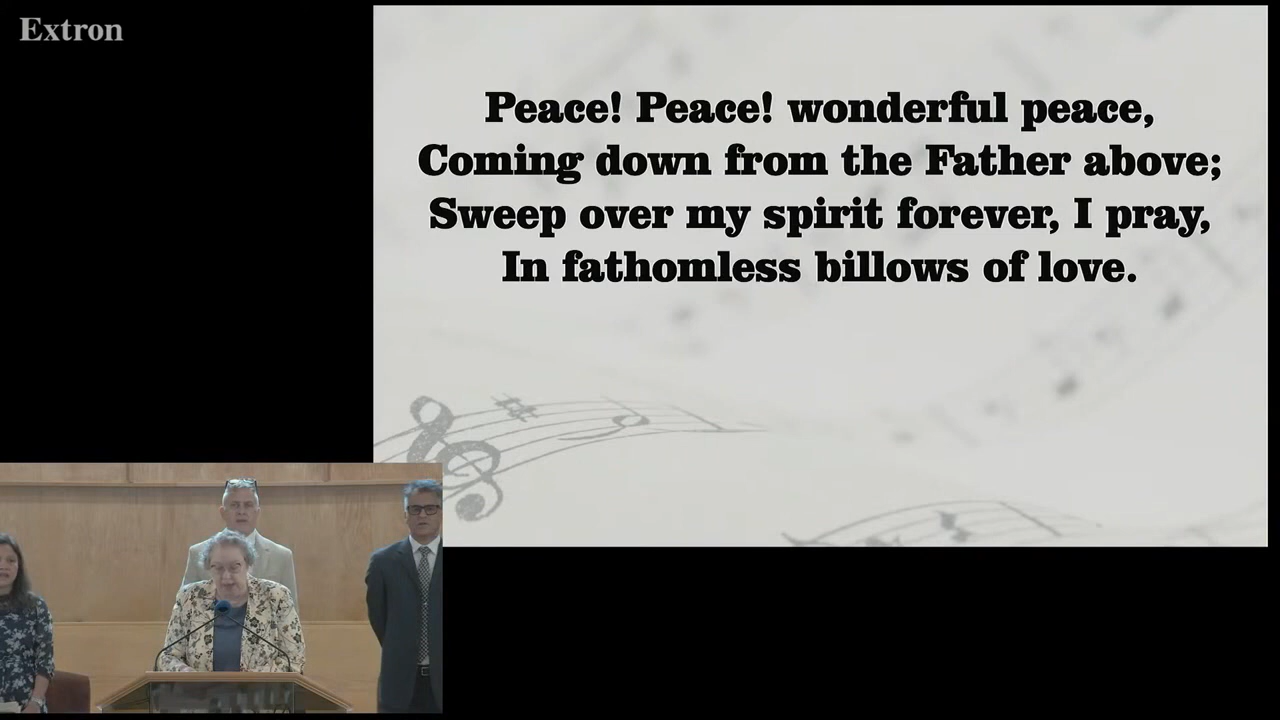 Extron
Peace! Peace! wonderful peace,
Coming down from the Father above;
Sweep over my spirit forever, I pray,
In fathomless billows of love.